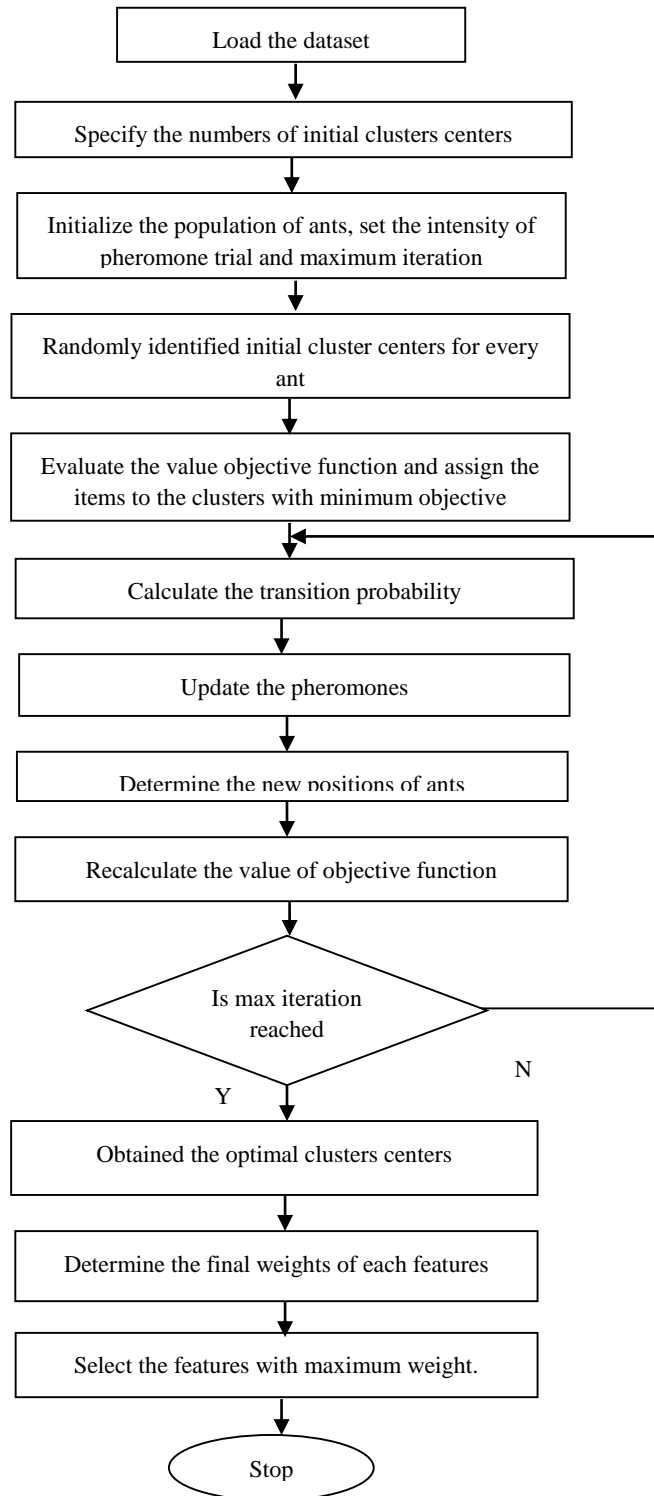 Load the dataset
Specify the numbers of initial clusters centers
Initialize the population of ants, set the intensity of
pheromone trial and maximum iteration
Randomly identified initial cluster centers for every
ant
Evaluate the value objective function and assign the
items to the clusters with minimum objective
Calculate the transition probability
Update the pheromones
Determine the new positions of ants
Recalculate the value of objective function
Is max iteration
reached
N
Y
Obtained the optimal clusters centers
Determine the final weights of each features
Select the features with maximum weight.
Stop